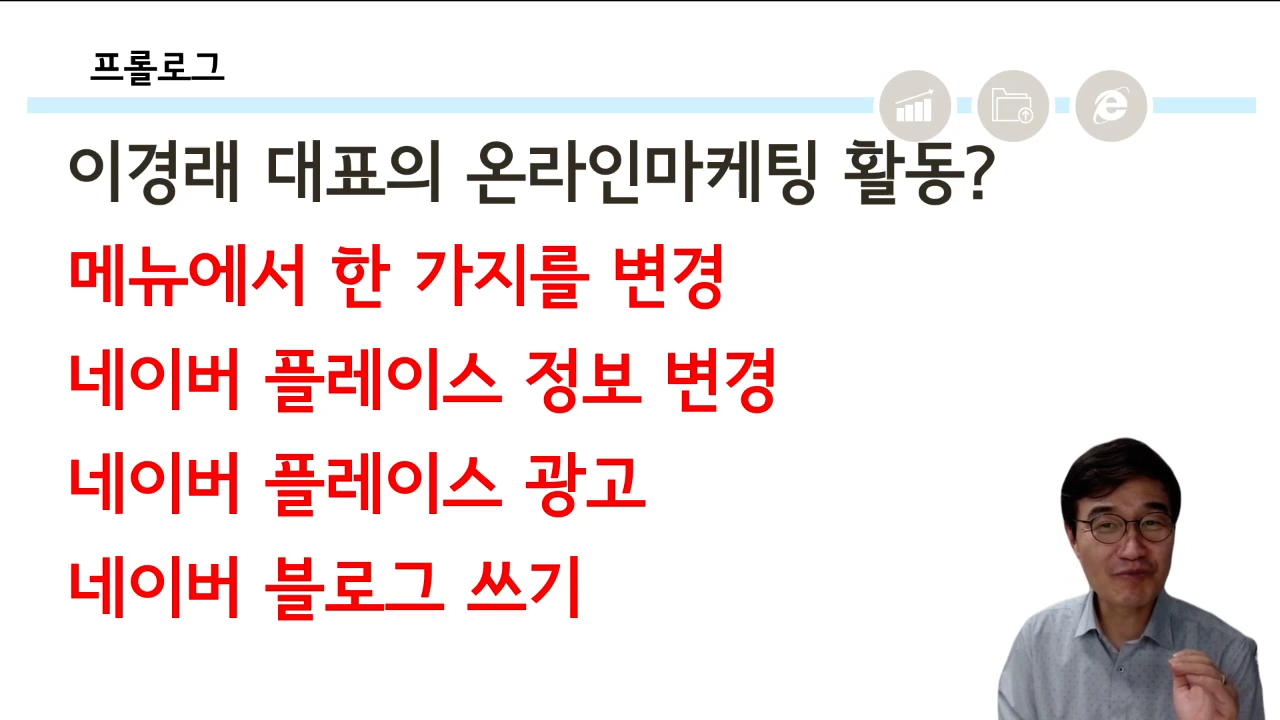 프롤로그
이경래 대표의 온라인마케팅 활동?
메뉴에서 한 가지를 변경
네이버 플레이스 정보 변경
네이버 플레이스 광고
네이버 블로그 쓰기